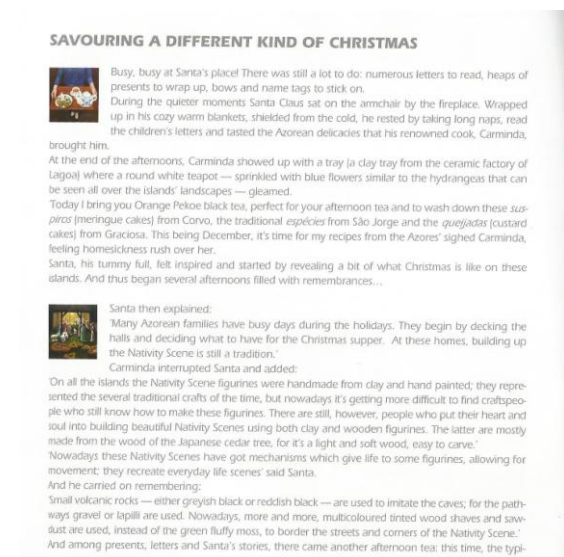 SAVOURING A DIFFERENT KIND OF CHRISTMAS
Busy, busy at Santa's place! There was still a lot to do: numerous letters to read, heaps of
presents to wrap up, bows and name tags to stick on.
During the quieter moments Santa Claus sat on the armchair by the fireplace. Wrapped
up in his cozy warm blankets, shielded from the cold, he rested by taking long naps, read
the children's letters and tasted the Azorean delicacies that his renowned cook, Carminda,
brought him.
At the end of the afternoons, Carminda showed up with a tray (a clay tray from the ceramic factory of
Lagoa) where a round white teapot — sprinkled with blue flowers similar to the hydrangeas that can
be seen all over the islands' landscapes — gleamed.
Today I bring you Orange Pekoe black tea, perfect for your afternoon tea and to wash down these sus-
piros (meringue cakes) from Corvo, the traditional espécies from São Jorge and the queijadas (custard
cakes) from Graciosa. This being December, it's time for my recipes from the Azores' sighed Carminda,
feeling homesickness rush over her.
Santa, his tummy full, felt inspired and started by revealing a bit of what Christmas is like on these
islands. And thus began several afternoons filled with remembrances...
Santa then explained:
'Many Azorean families have busy days during the holidays. They begin by decking the
halls and deciding what to have for the Christmas supper. At these homes, building up
the Nativity Scene is still a tradition.'
Carminda interrupted Santa and added:
'On all the islands the Nativity Scene figurines were handmade from clay and hand painted; they repre-
sented the several traditional crafts of the time, but nowadays it's getting more difficult to find craftspeo-
ple who still know how to make these figurines. There are still, however, people who put their heart and
soul into building beautiful Nativity Scenes using both clay and wooden figurines. The latter are mostly
made from the wood of the Japanese cedar tree, for it's a light and soft wood, easy to carve.'
'Nowadays these Nativity Scenes have got mechanisms which give life to some figurines, allowing for
movement; they recreate everyday life scenes' said Santa.
And he carried on remembering:
'Small volcanic rocks — either greyish black or reddish black — are used to imitate the caves; for the path-
ways gravel or lapilli are used. Nowadays, more and more, multicoloured tinted wood shaves and saw-
dust are used, instead of the green fluffy moss, to border the streets and corners of the Nativity Scene.'
And among presents, letters and Santa's stories, there came another afternoon tea; this time, the typi-